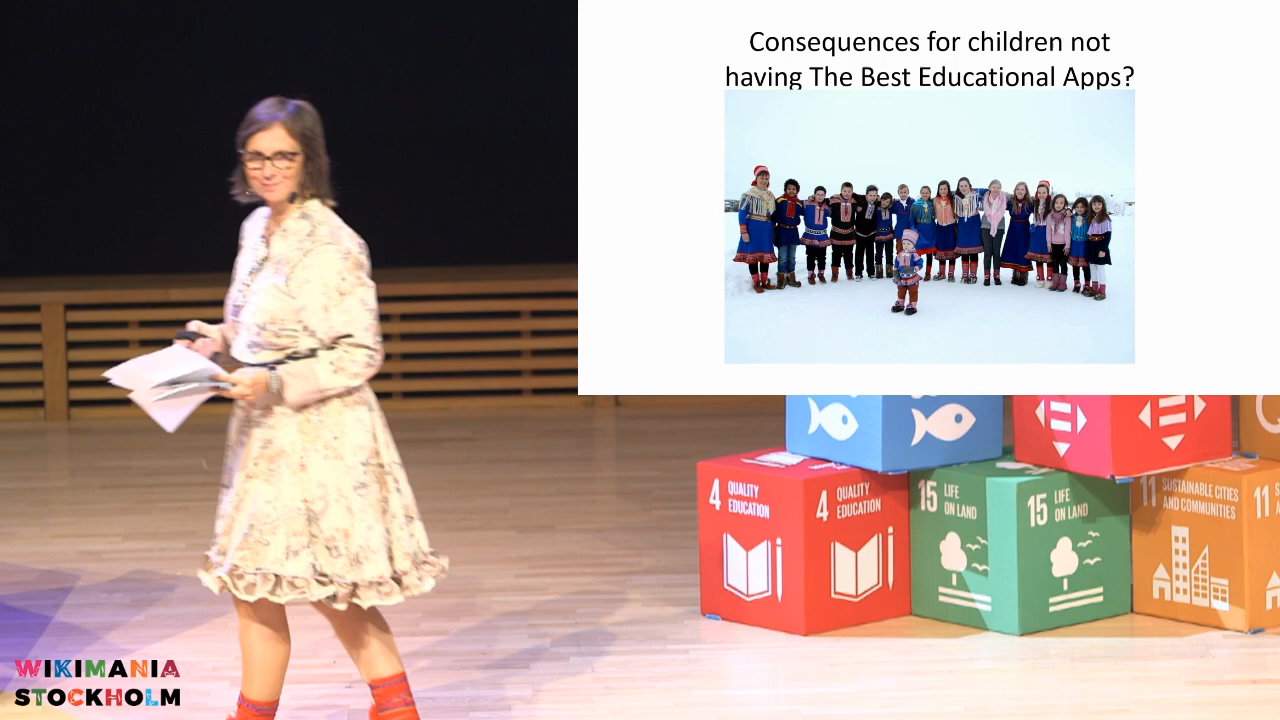 Consequences for children not
having The Best Educational Apps?
4 QUALITY
EDUCATION
4 QUALITY
EDUCATION
15 LIFE
ON LAND
15 LIFE
ON LAND
11 SUSTAINABLE CITIES
AND COMMUNITIES
11
WIKIMANIA
STOCKHOLM